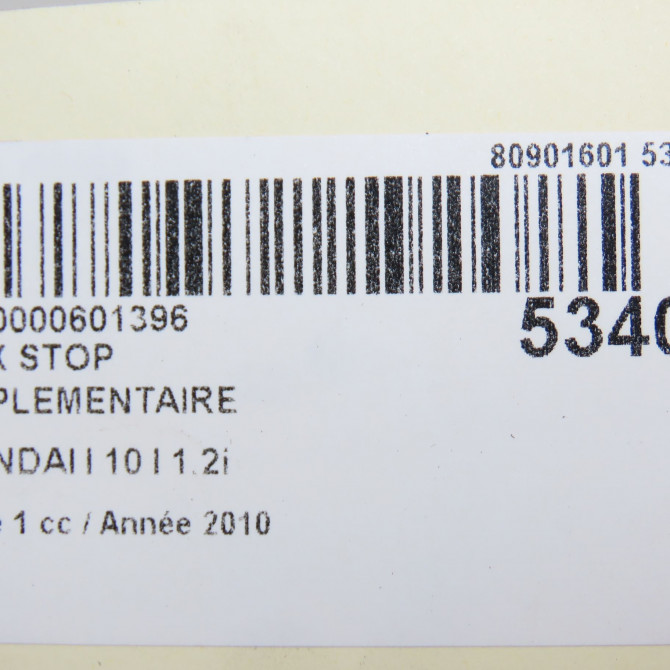 80901601 53
0000601396
5340
X STOP
PLEMENTAIRE
NDAI I 10 I 1.2i
e 1 cc / Année 2010